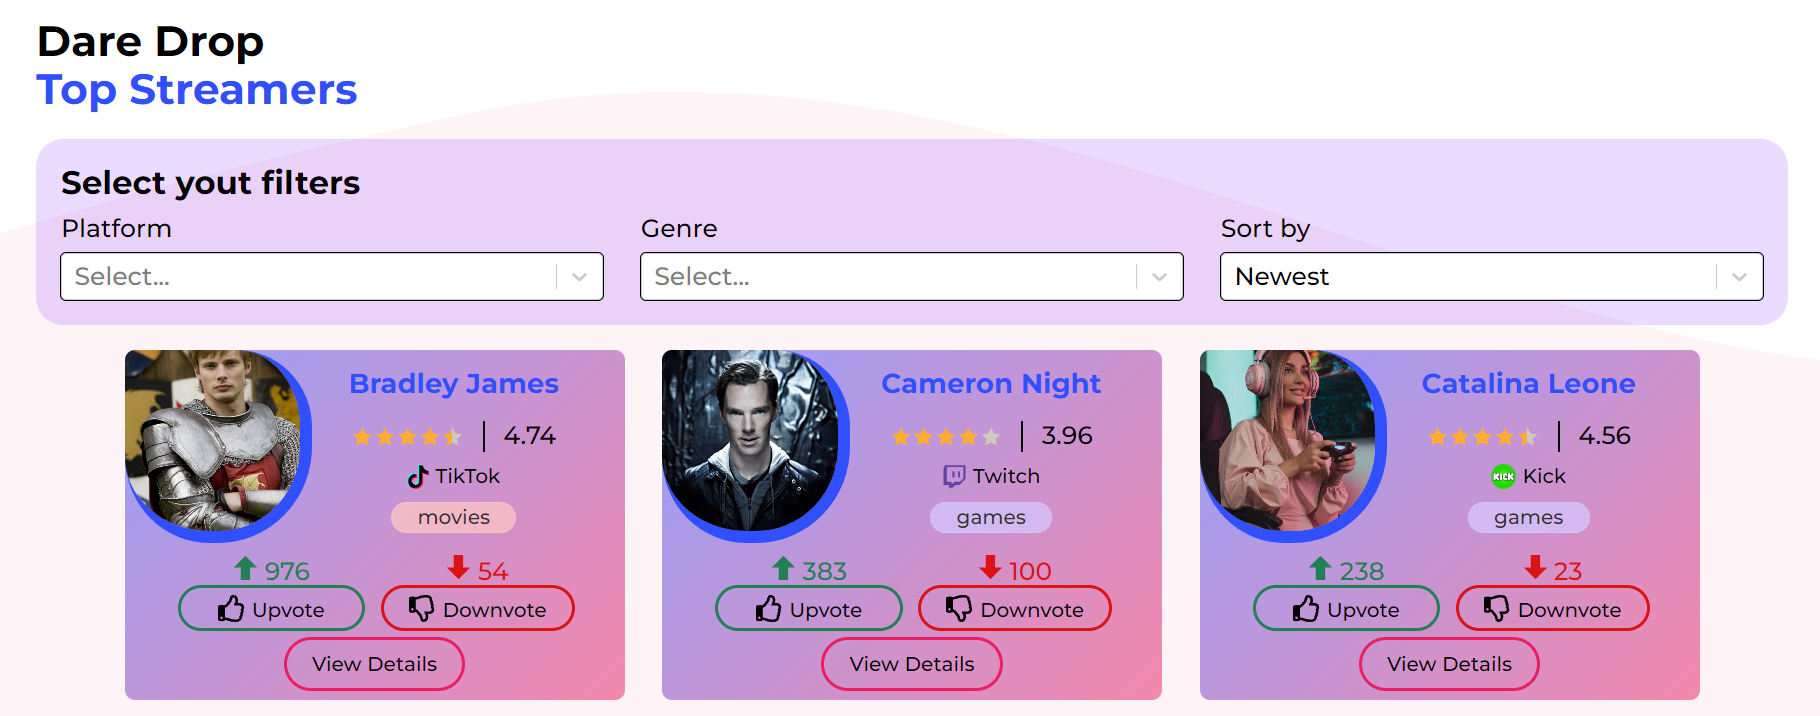 Dare Drop
Top Streamers
Select yout filters
Platform
Select...
Genre
Select...
Sort by
Newest
Bradley James
4.74
TikTok
movies
976
54
Upvote
Downvote
View Details
Cameron Night
3.96
Twitch
games
383
100
Upvote
Downvote
View Details
Catalina Leone
4.56
KICK Kick
games
238
23
Upvote
Downvote
View Details